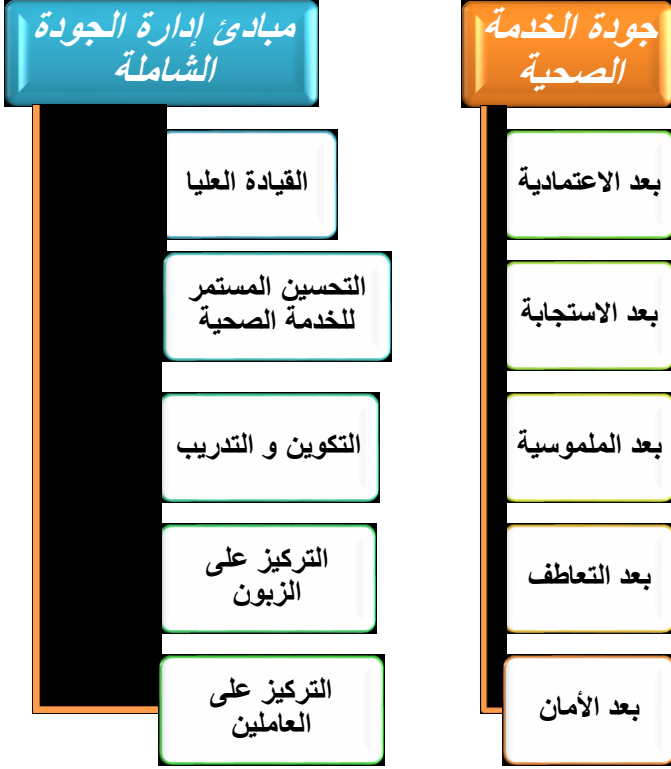 جودة الخدمة
الصحية
بعد الاعتمادية
بعد الاستجابة
بعد الملموسية
بعد التعاطف
بعد الأمان
مبادئ إدارة الجودة
الشاملة
القيادة العليا
التحسين المستمر
للخدمة الصحية
التكوين و التدريب
التركيز على
الزبون
التركيز على
العاملين